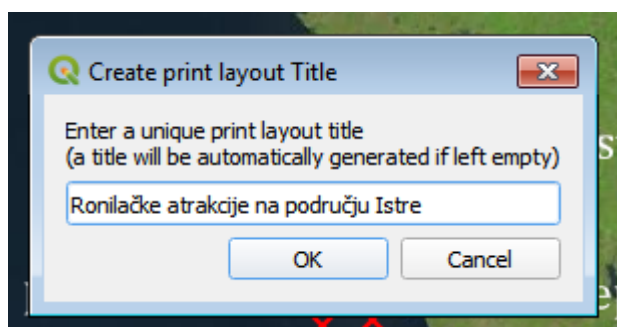 Create print layout Title
Enter a unique print layout title
(a title will be automatically generated if left empty)
Ronilačke atrakcije na području Istre
OK Cancel